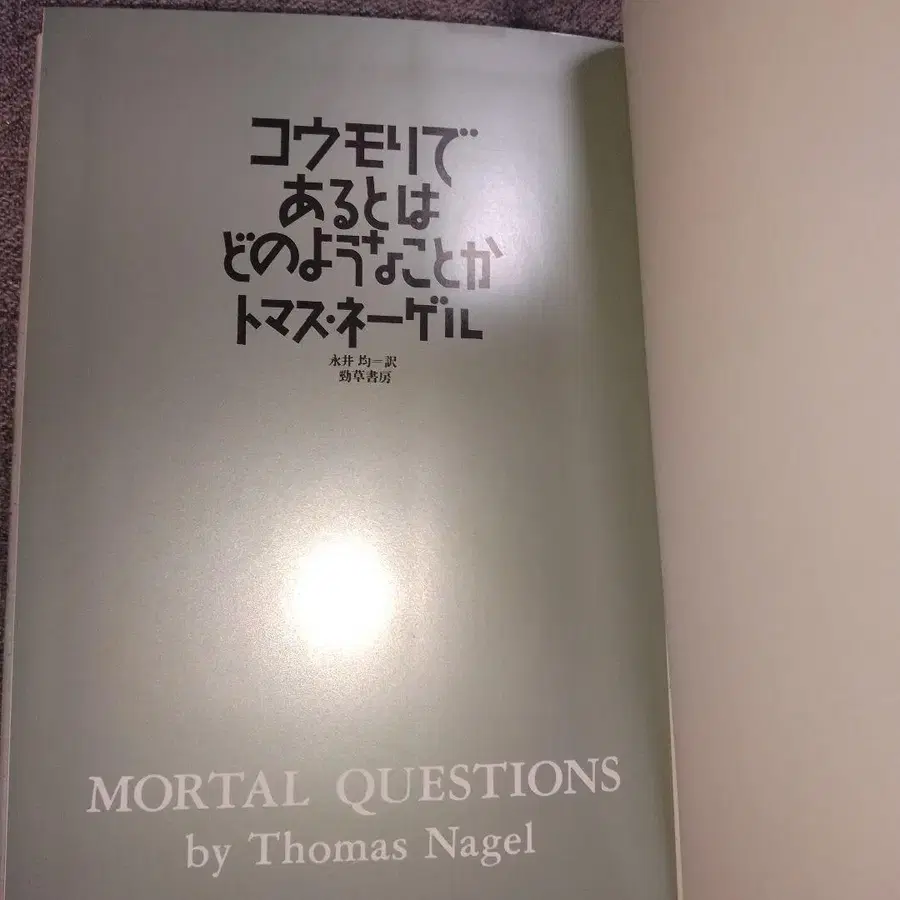 コウモリで
あるとは
どのようなことか
トマス・ネーゲル
永井 均＝訳
勁草書房
MORTAL QUESTIONS
by Thomas Nagel